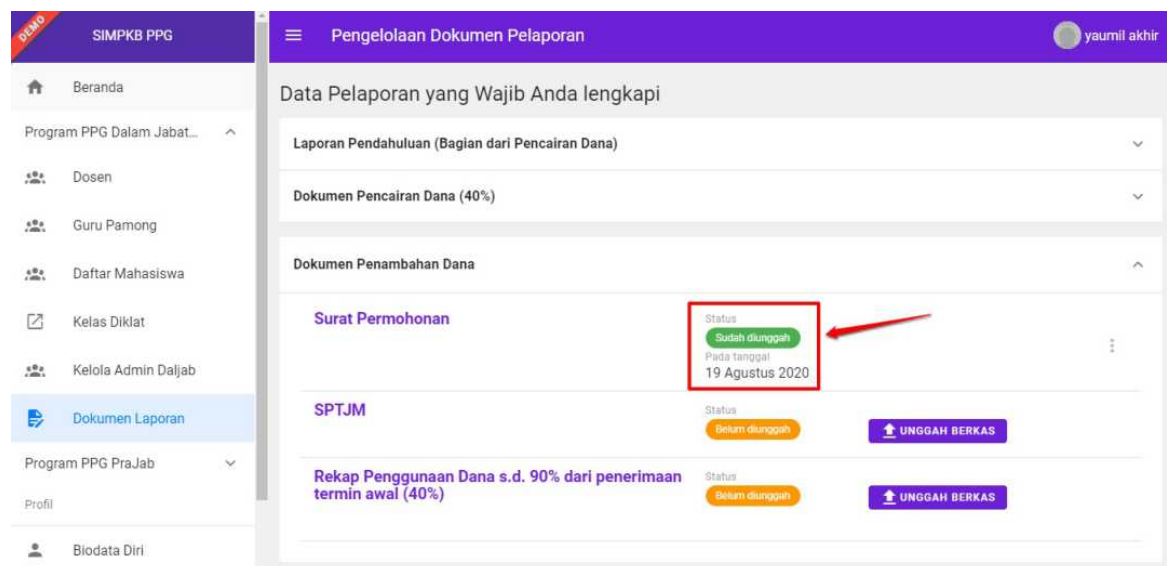 DEMO
SIMPKB PPG
Pengelolaan Dokumen Pelaporan
yaumil akhir
Beranda
Program PPG Dalam Jabat...
Dosen
Guru Pamong
Daftar Mahasiswa
Kelas Diklat
Kelola Admin Daljab
Dokumen Laporan
Program PPG PraJab
Profil
Biodata Diri
Data Pelaporan yang Wajib Anda lengkapi
Laporan Pendahuluan (Bagian dari Pencairan Dana)
Dokumen Pencairan Dana (40%)
Dokumen Penambahan Dana
Surat Permohonan
Status
Sudah diunggah
Pada tanggal
19 Agustus 2020
SPTJM
Status
Belum diunggah
UNGGAH BERKAS
Rekap Penggunaan Dana s.d. 90% dari penerimaan
termin awal (40%)
Status
Belum diunggah
UNGGAH BERKAS